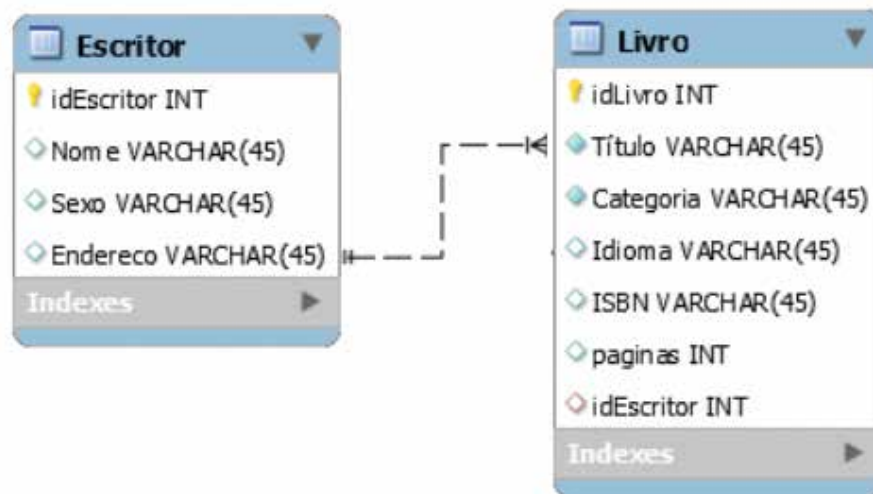 Escritor
idEscritor INT
Nome VARCHAR(45)
Sexo VARCHAR(45)
Endereco VARCHAR(45)
Indexes
Livro
idLivro INT
Título VARCHAR(45)
Categoria VARCHAR(45)
Idioma VARCHAR(45)
ISBN VARCHAR(45)
paginas INT
idEscritor INT
Indexes